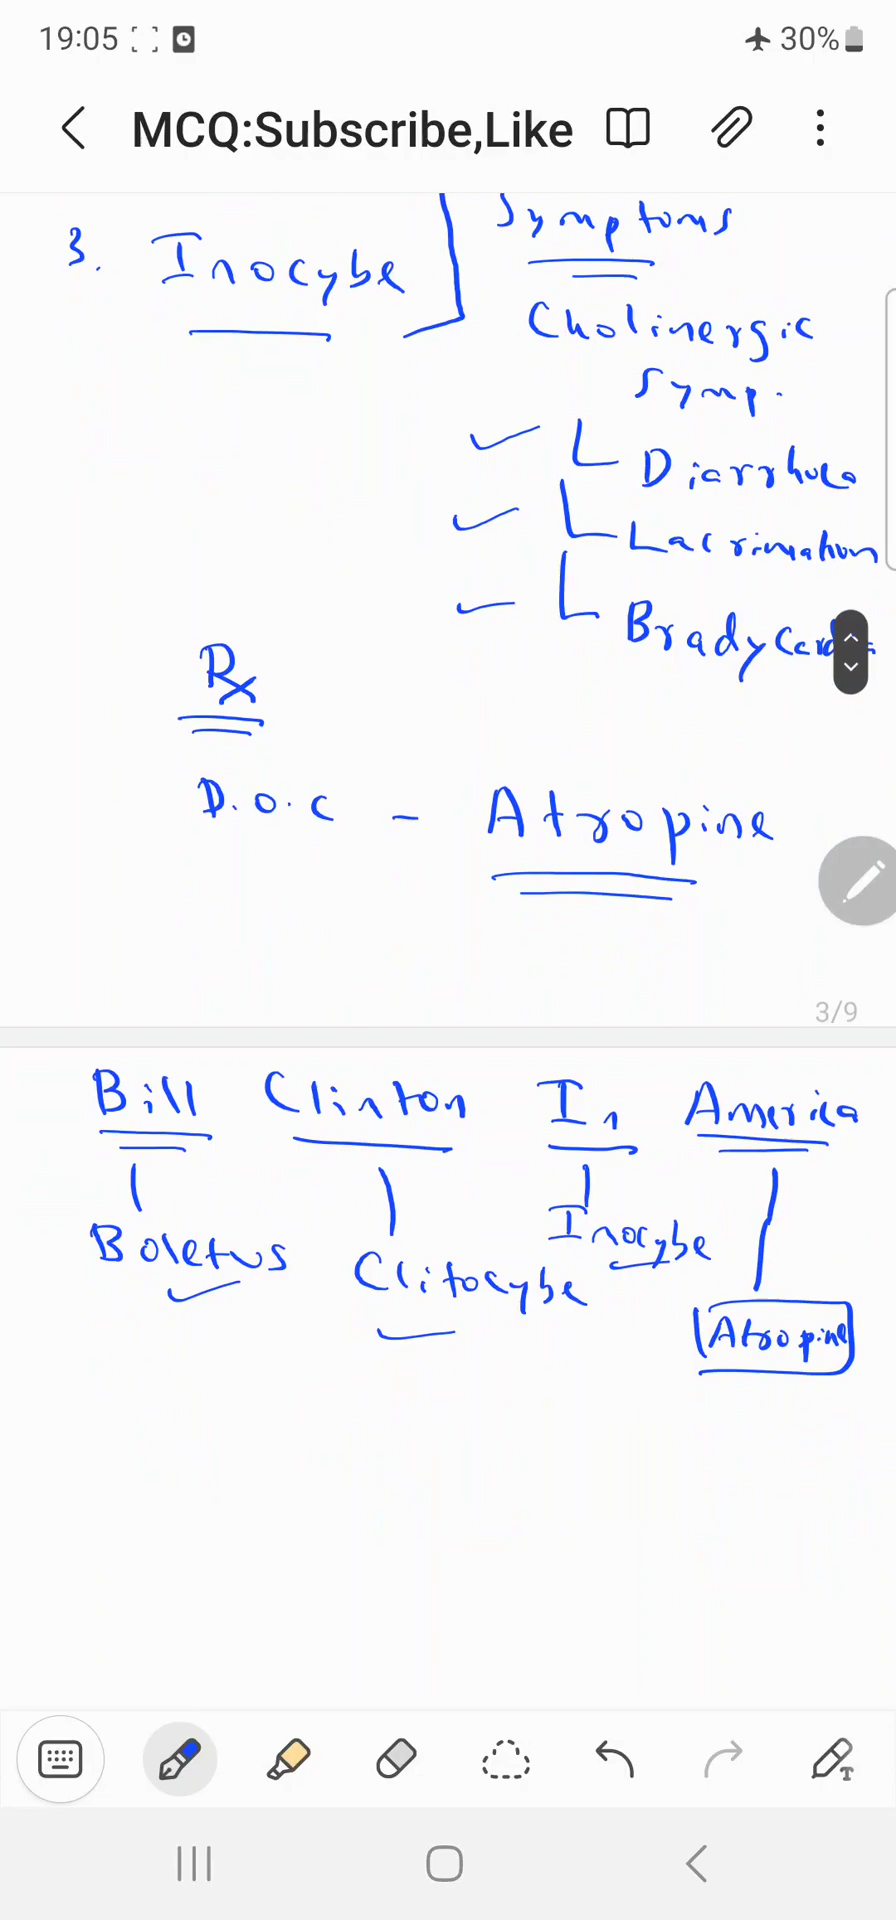 19:05 30%
MCQ:Subscribe,Like
Symptoms
3. Inocybe
Cholinergic
Symp.
Diarrhoea
Lacrimation
Rx
D.O.C - Atropine
3/9
Bill Clinton In America
Boletus Clitocybe Inocybe Atropine